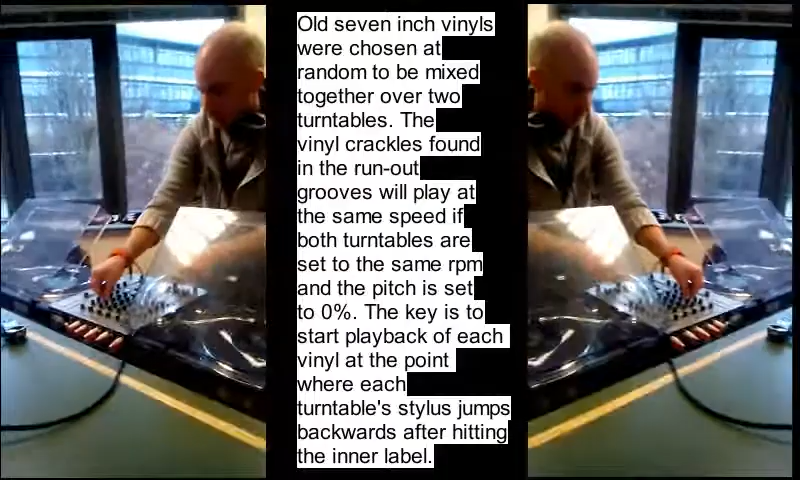 Old seven inch vinyls
were chosen at
random to be mixed
together over two
turntables. The
vinyl crackles found
in the run-out
grooves will play at
the same speed if
both turntables are
set to the same rpm
and the pitch is set
to 0%. The key is to
start playback of each
vinyl at the point
where each
turntable's stylus jumps
backwards after hitting
the inner label.